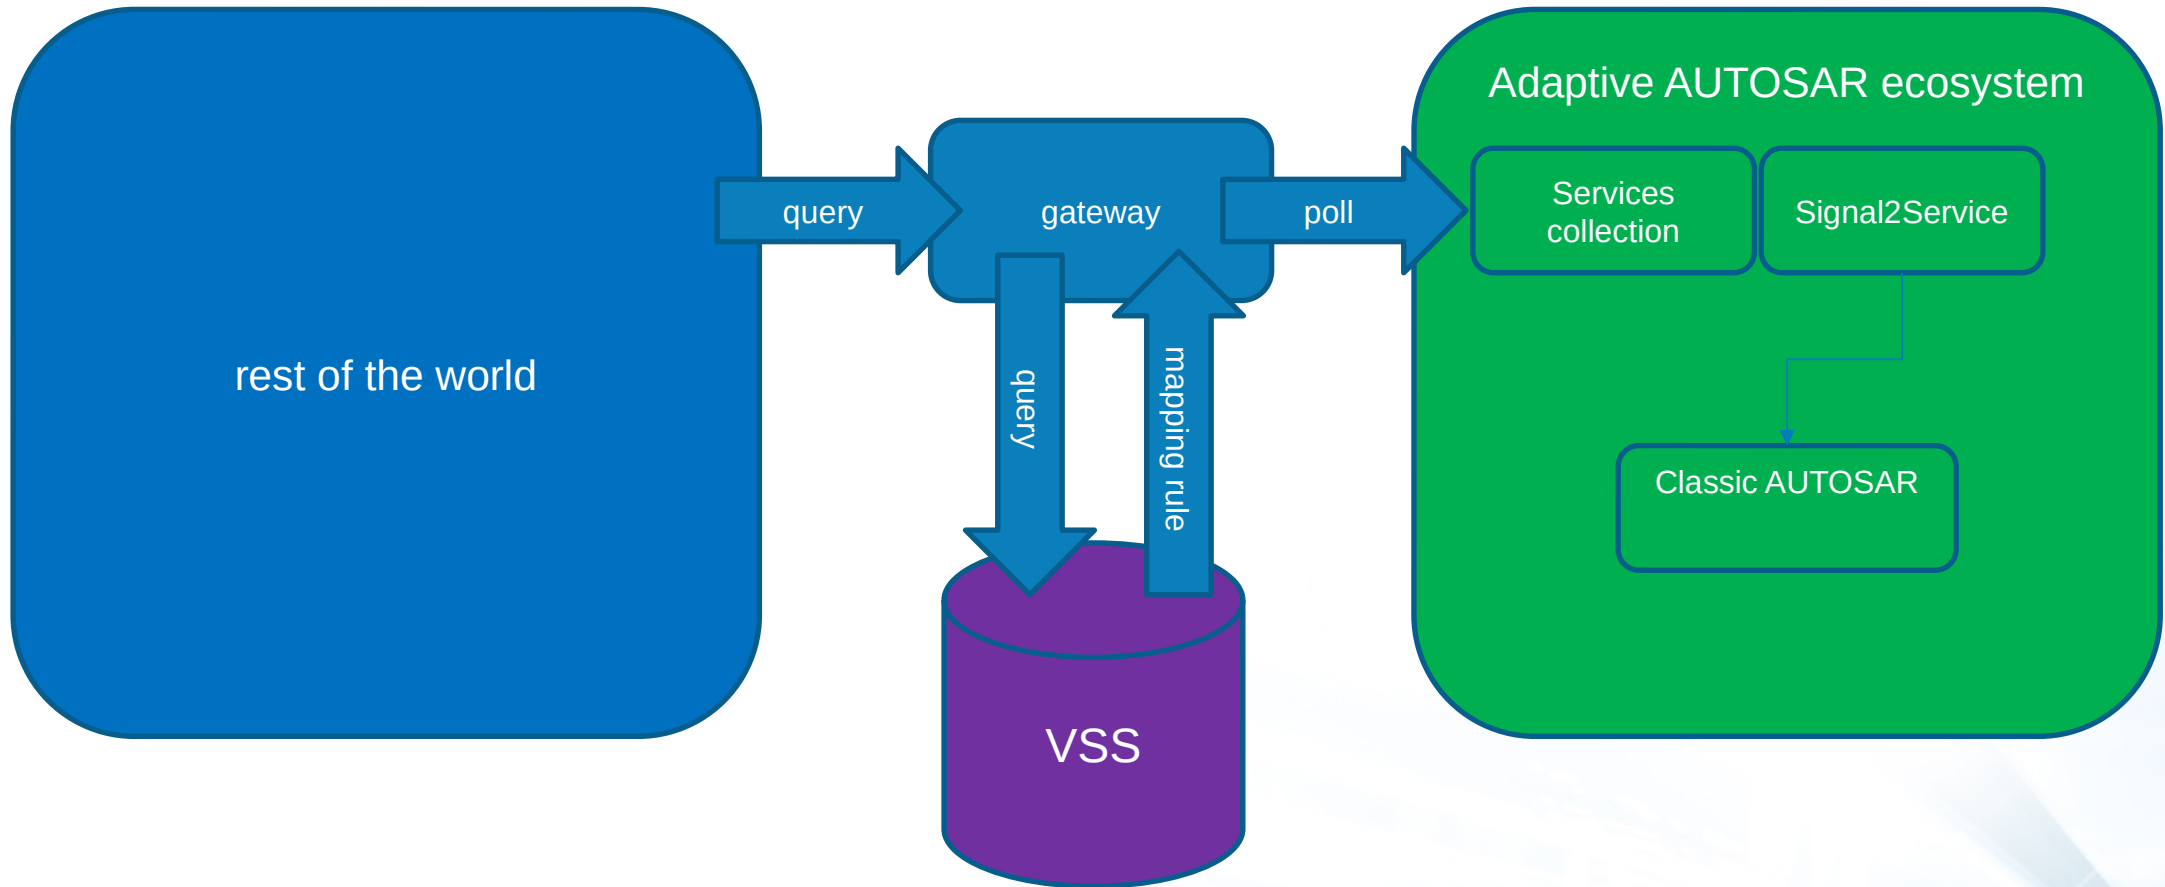 Adaptive AUTOSAR ecosystem
Services
collection
Signal2Service
query
gateway
poll
rest of the world
query
mapping rule
Classic AUTOSAR
VSS